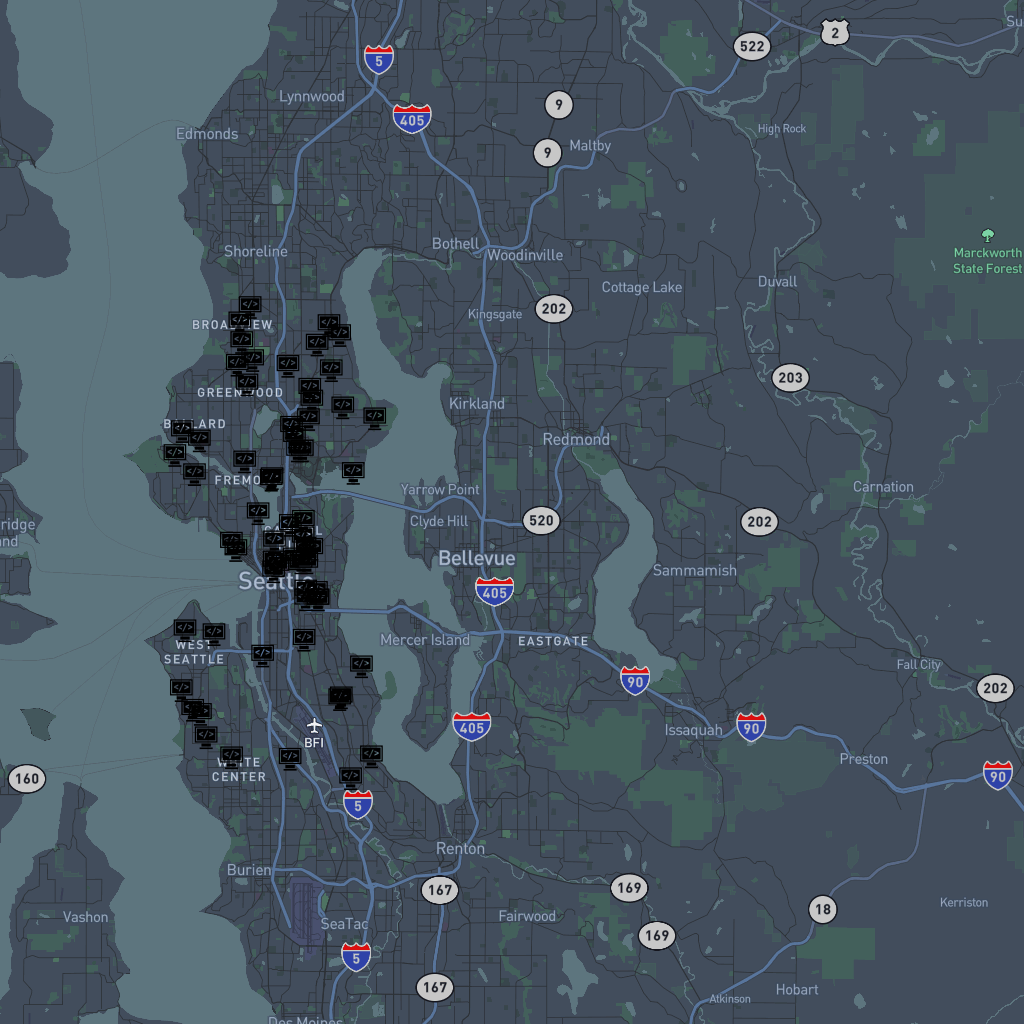 2
522
Su
5
Lynnwood
9
405
High Rock
Edmonds
9
Maltby
Bothell
Shoreline
Woodinville
Marckworth
State Forest
Duvall
Cottage Lake
202
Kingsgate
203
GREENWOOD
Kirkland
Redmond
FREMO
Yarrow Point
Carnation
Clyde Hill
520
202
ridge
nd
Bellevue
Sammamish
Seattle
405
Mercer Island
EASTGATE
WEST
SEATTLE
Fall City
90
202
405
90
Issaquah
BFI
Preston
WHITE
CENTER
160
90
5
Renton
Burien
167
169
Kerriston
18
Vashon
Fairwood
SeaTac
169
5
167
Hobart
Atkinson
Des Moines